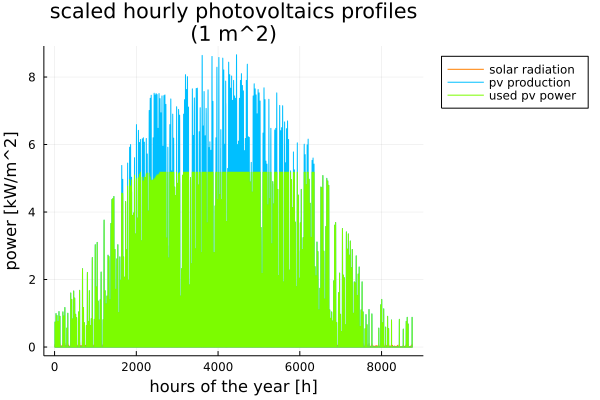 scaled hourly photovoltaics profiles
(1 m^2)
solar radiation
pv production
used pv power
power [kW/m^2]
8
6
4
2
0
0 2000 4000 6000 8000
hours of the year [h]